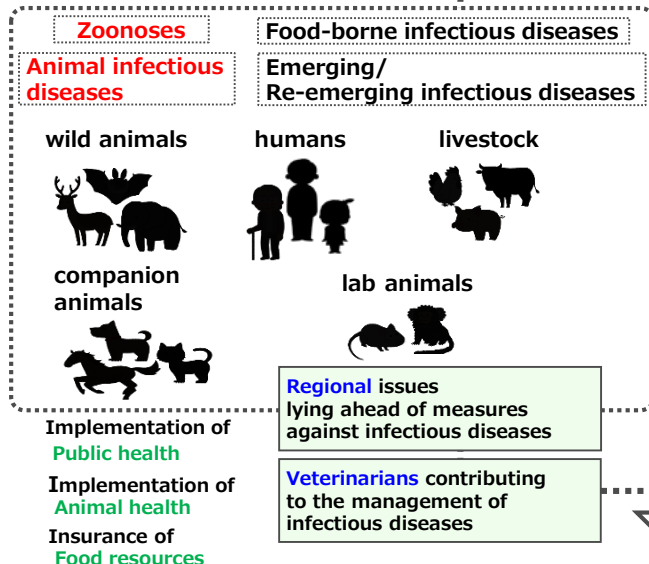 Zoonoses
Food-borne infectious diseases
Animal infectious
diseases
Emerging/
Re-emerging infectious diseases
wild animals
humans
livestock
companion
animals
lab animals
Regional issues
lying ahead of measures
against infectious diseases
Implementation of
Public health
Implementation of
Animal health
Insurance of
Food resources
Veterinarians contributing
to the management of
infectious diseases